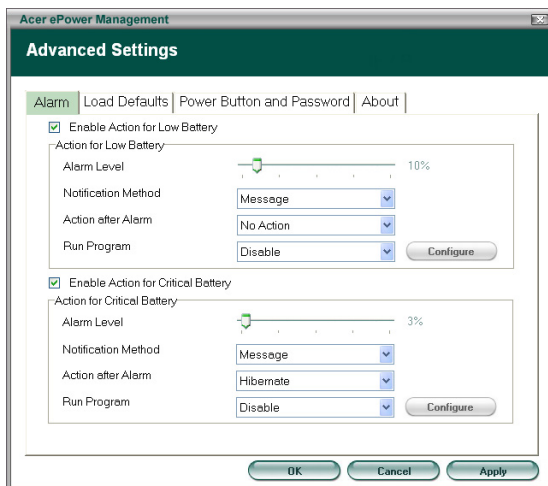 Acer ePower Management
Advanced Settings
Alarm Load Defaults Power Button and Password About
Enable Action for Low Battery
Action for Low Battery
Alarm Level 10%
Notification Method Message
Action after Alarm No Action
Run Program Disable Configure
Enable Action for Critical Battery
Action for Critical Battery
Alarm Level 3%
Notification Method Message
Action after Alarm Hibernate
Run Program Disable Configure
OK Cancel Apply